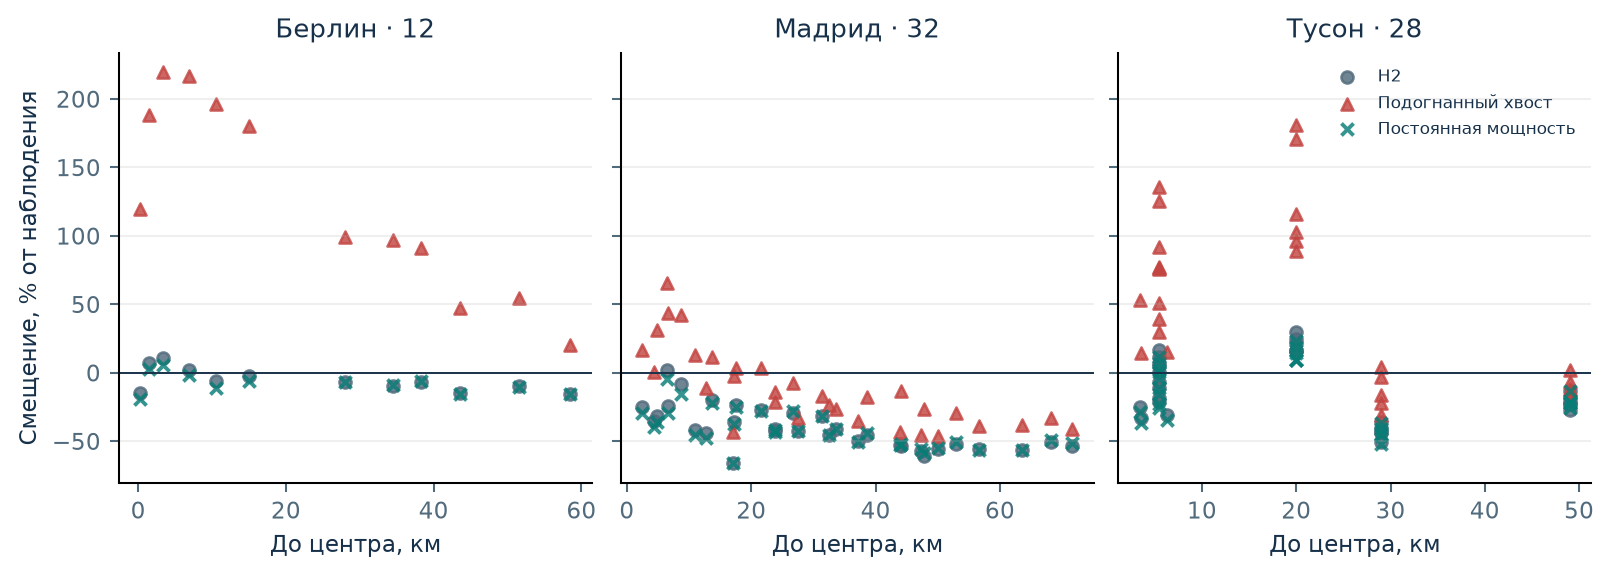 Берлин · 12
Мадрид · 32
Тусон · 28
Смещение, % от наблюдения
200
150
100
50
0
−50
H2
Подогнанный хвост
Постоянная мощность
0 20 40 60
0 20 40 60
10 20 30 40 50
До центра, км
До центра, км
До центра, км